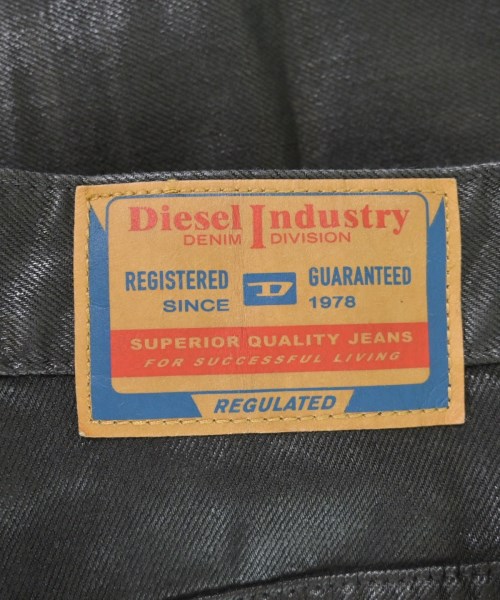 Diesel Industry
DENIM DIVISION
REGISTERED D GUARANTEED
SINCE 1978
SUPERIOR QUALITY JEANS
FOR SUCCESSFUL LIVING
REGULATED